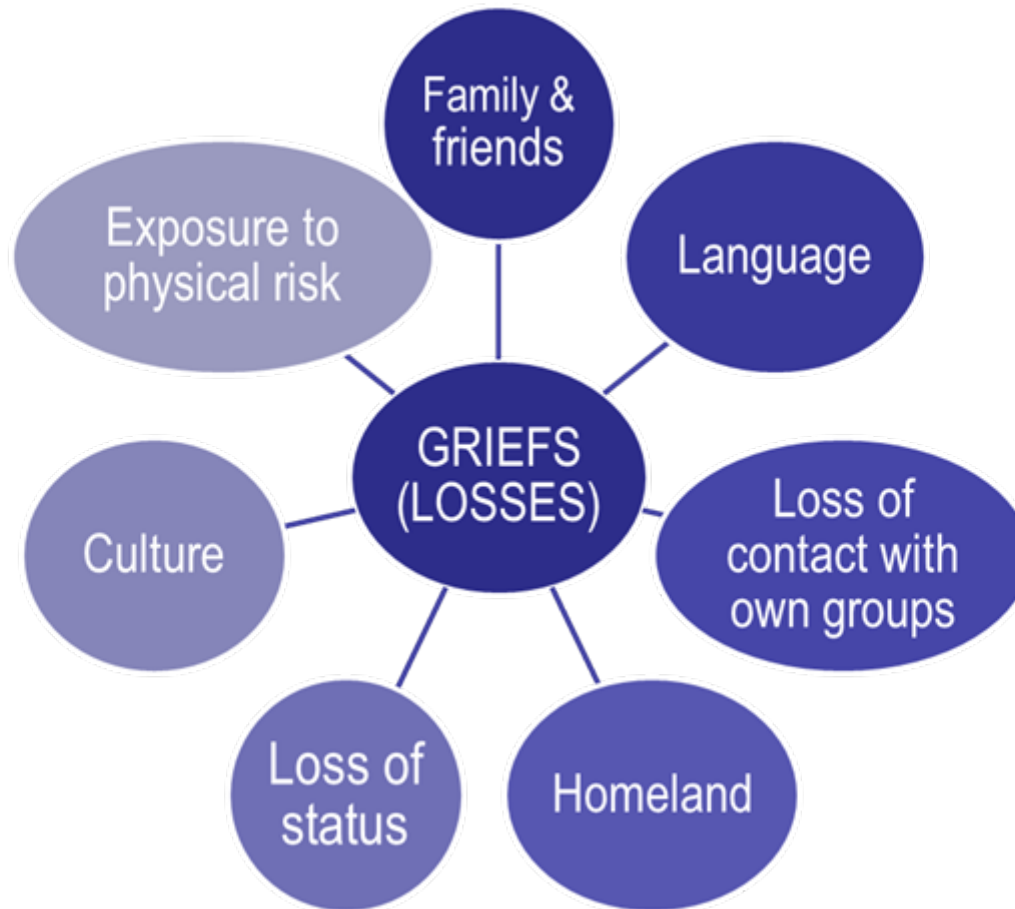 Family &
friends
Language
Loss of
contact with
own groups
Homeland
Loss of
status
Culture
Exposure to
physical risk
GRIEFS
(LOSSES)